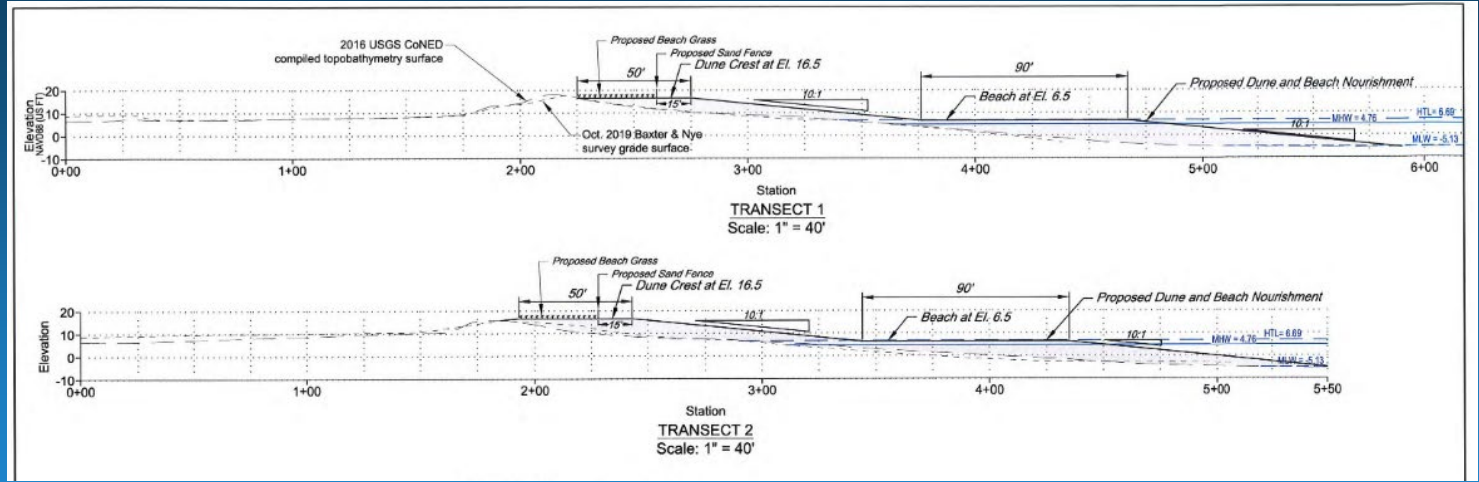 2016 USGS CoNED
compiled topobathymetry surface
Proposed Beach Grass
Proposed Sand Fence
Dune Crest at El. 16.5
50'
15'
10:1
90'
Beach at El. 6.5
Proposed Dune and Beach Nourishment
HTL= 6.69
MHW = 4.76
10:1
MLW = -5.13
Oct. 2019 Baxter & Nye
survey grade surface
Elevation
NAVD88 (US FT)
20
10
0
-10
0+00
1+00
2+00
3+00
4+00
5+00
6+00
Station
TRANSECT 1
Scale: 1" = 40'
Proposed Beach Grass
Proposed Sand Fence
Dune Crest at El. 16.5
50'
15'
10:1
90'
Beach at El. 6.5
Proposed Dune and Beach Nourishment
10:1
HTL= 6.69
MHW = 4.76
MLW = -5.13
Elevation
20
10
0
-10
0+00
1+00
2+00
3+00
4+00
5+00
5+50
Station
TRANSECT 2
Scale: 1" = 40'